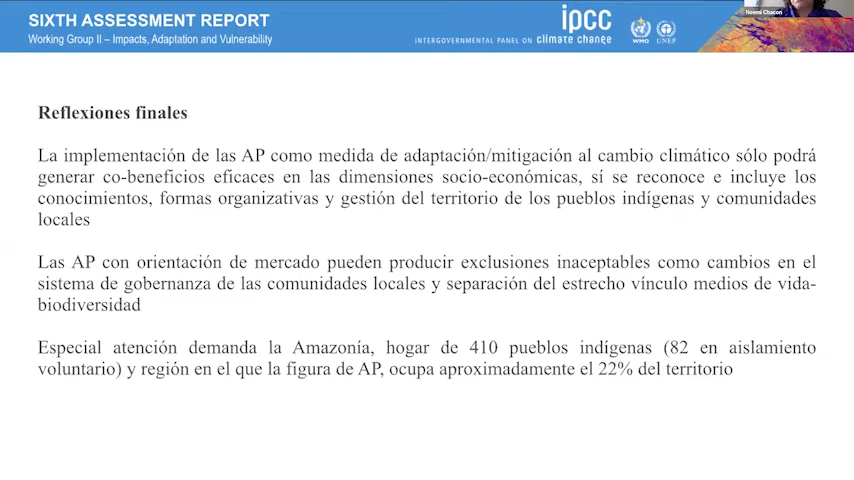 SIXTH ASSESSMENT REPORT
Working Group II – Impacts, Adaptation and Vulnerability
INTERGOVERNMENTAL PANEL ON
ipcc
climate change
WMO
UNEP
Noemi Chacon
Reflexiones finales
La implementación de las AP como medida de adaptación/mitigación al cambio climático sólo podrá
generar co-beneficios eficaces en las dimensiones socio-económicas, sí se reconoce e incluye los
conocimientos, formas organizativas y gestión del territorio de los pueblos indígenas y comunidades
locales
Las AP con orientación de mercado pueden producir exclusiones inaceptables como cambios en el
sistema de gobernanza de las comunidades locales y separación del estrecho vínculo medios de vida-
biodiversidad
Especial atención demanda la Amazonía, hogar de 410 pueblos indígenas (82 en aislamiento
voluntario) y región en el que la figura de AP, ocupa aproximadamente el 22% del territorio